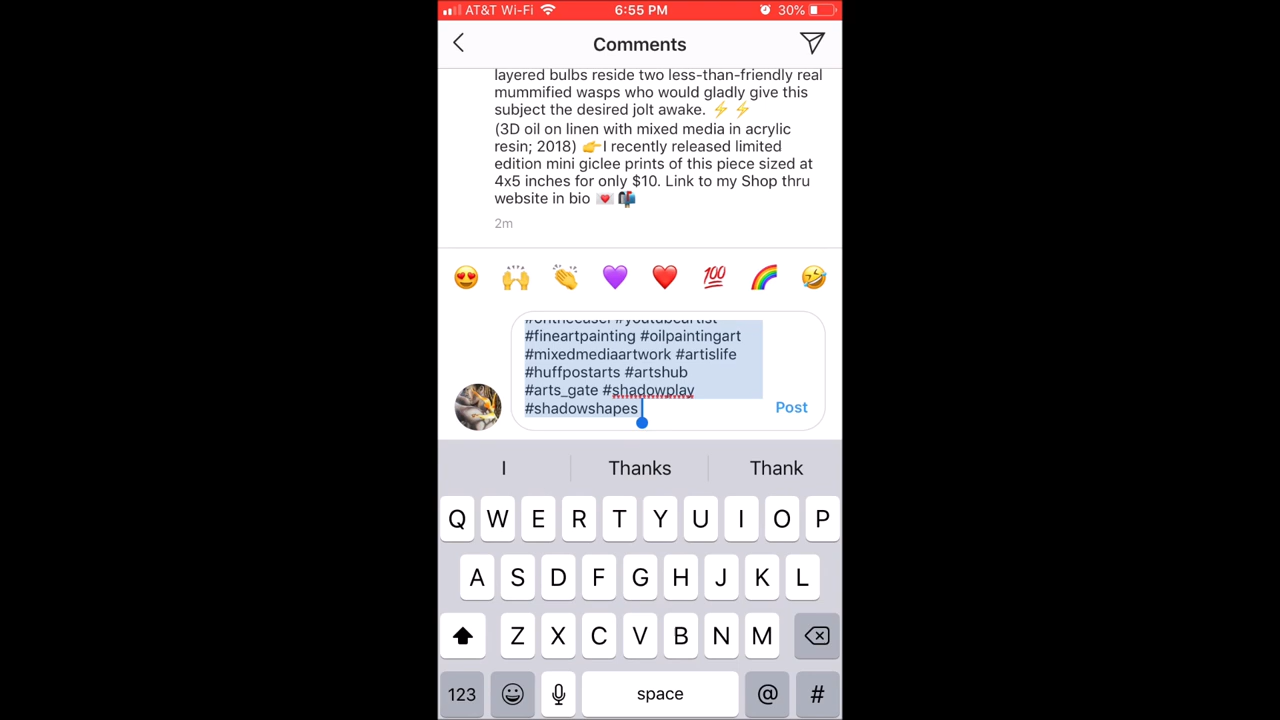 AT&T Wi-Fi 6:55 PM 30%
Comments
layered bulbs reside two less-than-friendly real
mummified wasps who would gladly give this
subject the desired jolt awake. ⚡ ⚡
(3D oil on linen with mixed media in acrylic
resin; 2018) 👉I recently released limited
edition mini giclee prints of this piece sized at
4x5 inches for only $10. Link to my Shop thru
website in bio 💌 📬
2m
#ontheeasel #youtubeartist
#fineartpainting #oilpaintingart
#mixedmediaartwork #artislife
#huffpostarts #artshub
#arts_gate #shadowplay
#shadowshapes
Post
I Thanks Thank
Q W E R T Y U I O P
A S D F G H J K L
Z X C V B N M
123 space @ #